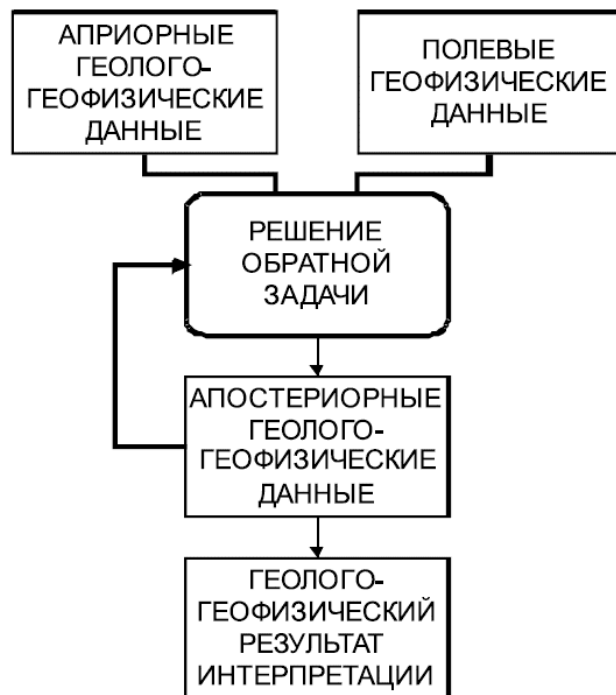 АПРИОРНЫЕ
ГЕОЛОГО-
ГЕОФИЗИЧЕСКИЕ
ДАННЫЕ
ПОЛЕВЫЕ
ГЕОФИЗИЧЕСКИЕ
ДАННЫЕ
РЕШЕНИЕ
ОБРАТНОЙ
ЗАДАЧИ
АПОСТЕРИОРНЫЕ
ГЕОЛОГО-
ГЕОФИЗИЧЕСКИЕ
ДАННЫЕ
ГЕОЛОГО-
ГЕОФИЗИЧЕСКИЙ
РЕЗУЛЬТАТ
ИНТЕРПРЕТАЦИИ